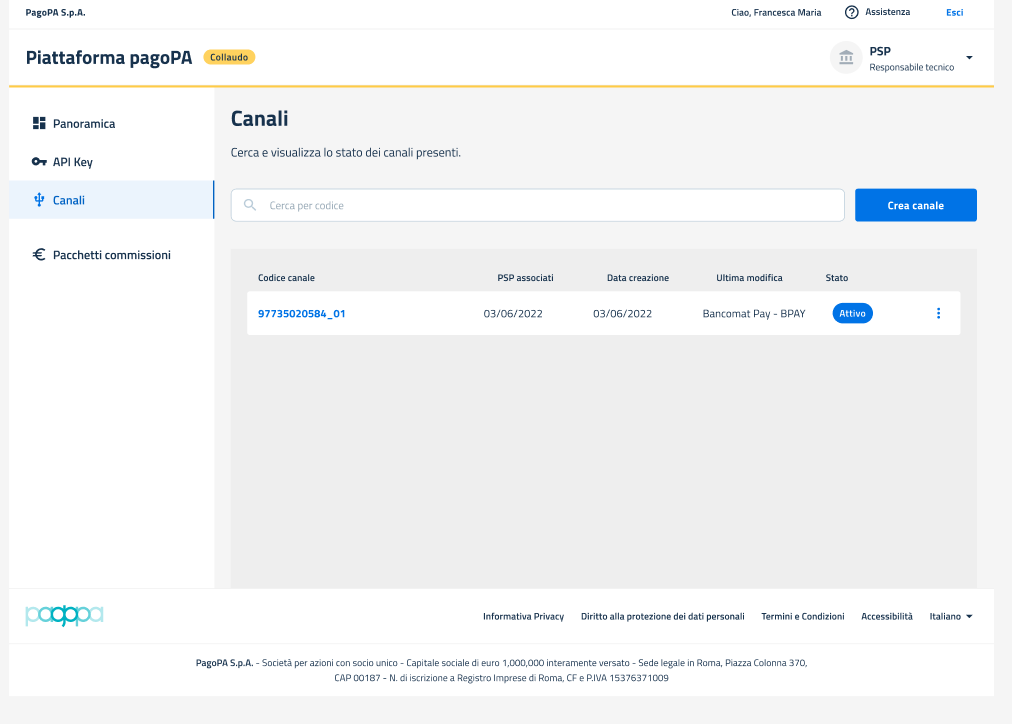 PagoPA S.p.A.
Ciao, Francesca Maria
Assistenza
Esci
Piattaforma pagoPA
Collaudo
PSP
Responsabile tecnico
Panoramica
API Key
Canali
Pacchetti commissioni
Canali
Cerca e visualizza lo stato dei canali presenti.
Cerca per codice
Crea canale
Codice canale PSP associati Data creazione Ultima modifica Stato
97735020584_01 03/06/2022 03/06/2022 Bancomat Pay - BPAY Attivo
pagopa
Informativa Privacy Diritto alla protezione dei dati personali Termini e Condizioni Accessibilità Italiano
PagoPA S.p.A. - Società per azioni con socio unico - Capitale sociale di euro 1,000,000 interamente versato - Sede legale in Roma, Piazza Colonna 370,
CAP 00187 - N. di iscrizione a Registro Imprese di Roma, CF e P.IVA 15376371009